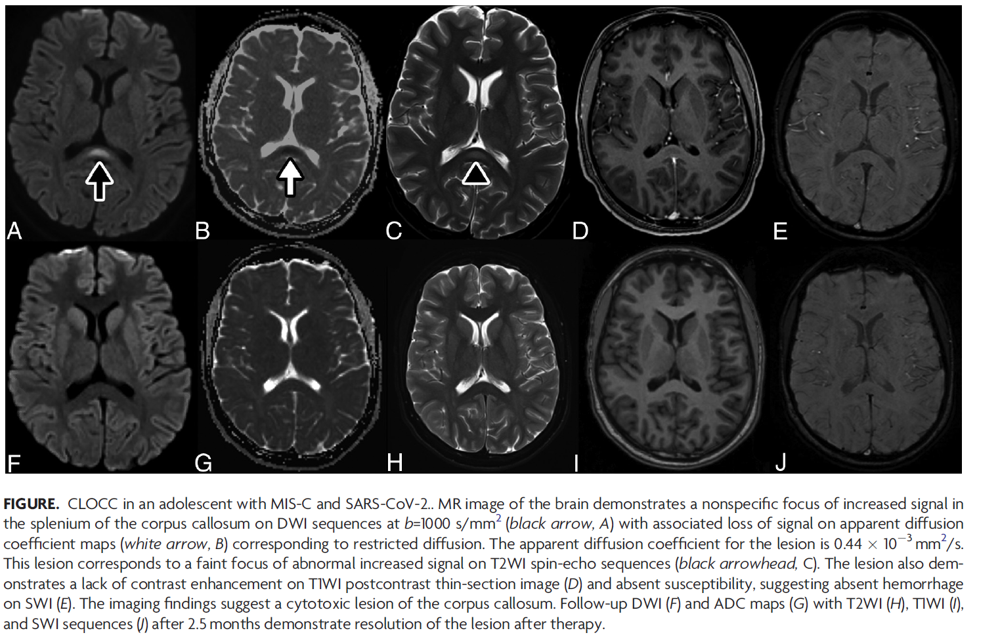 A B C D E
F G H I J
FIGURE. CLOCC in an adolescent with MIS-C and SARS-CoV-2.. MR image of the brain demonstrates a nonspecific focus of increased signal in
the splenium of the corpus callosum on DWI sequences at b=1000 s/mm² (black arrow, A) with associated loss of signal on apparent diffusion
coefficient maps (white arrow, B) corresponding to restricted diffusion. The apparent diffusion coefficient for the lesion is 0.44 × 10⁻³ mm²/s.
This lesion corresponds to a faint focus of abnormal increased signal on T2WI spin-echo sequences (black arrowhead, C). The lesion also dem-
onstrates a lack of contrast enhancement on T1WI postcontrast thin-section image (D) and absent susceptibility, suggesting absent hemorrhage
on SWI (E). The imaging findings suggest a cytotoxic lesion of the corpus callosum. Follow-up DWI (F) and ADC maps (G) with T2WI (H), T1WI (I),
and SWI sequences (J) after 2.5 months demonstrate resolution of the lesion after therapy.